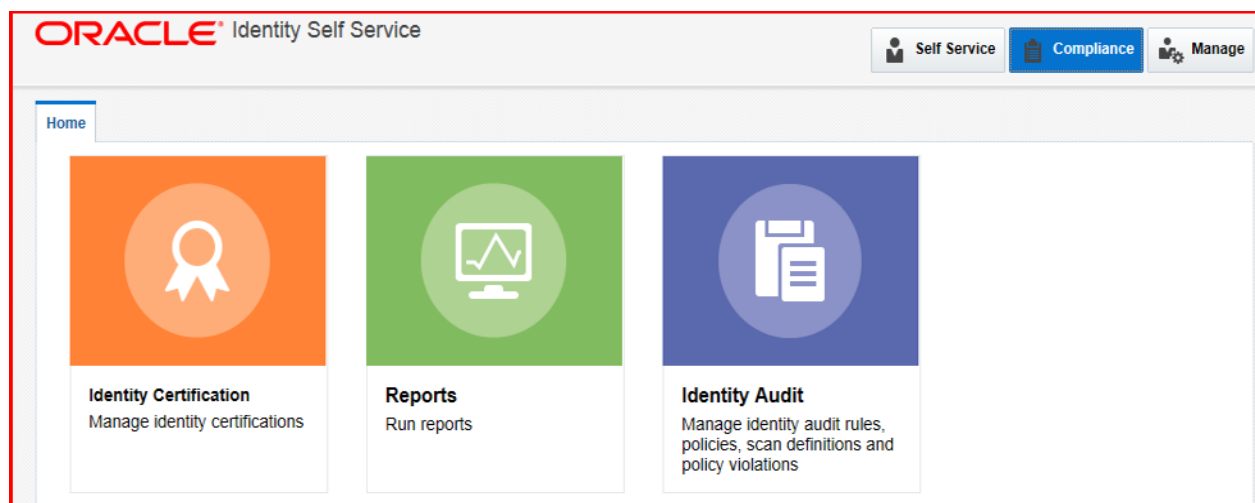 ORACLE® Identity Self Service
Self Service
Compliance
Manage
Home
Identity Certification
Manage identity certifications
Reports
Run reports
Identity Audit
Manage identity audit rules,
policies, scan definitions and
policy violations